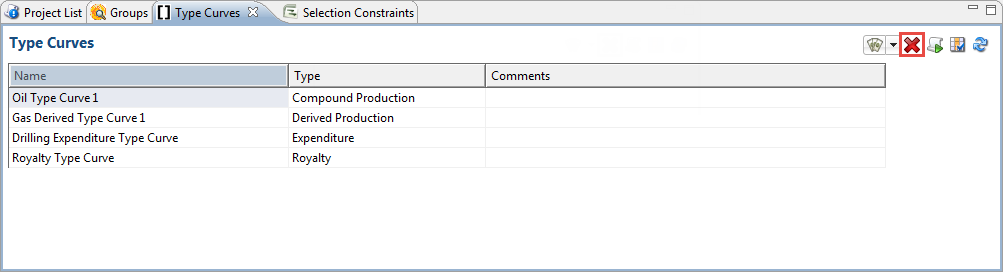 Project List Groups Type Curves Selection Constraints
Type Curves
Name Type Comments
Oil Type Curve 1 Compound Production
Gas Derived Type Curve 1 Derived Production
Drilling Expenditure Type Curve Expenditure
Royalty Type Curve Royalty